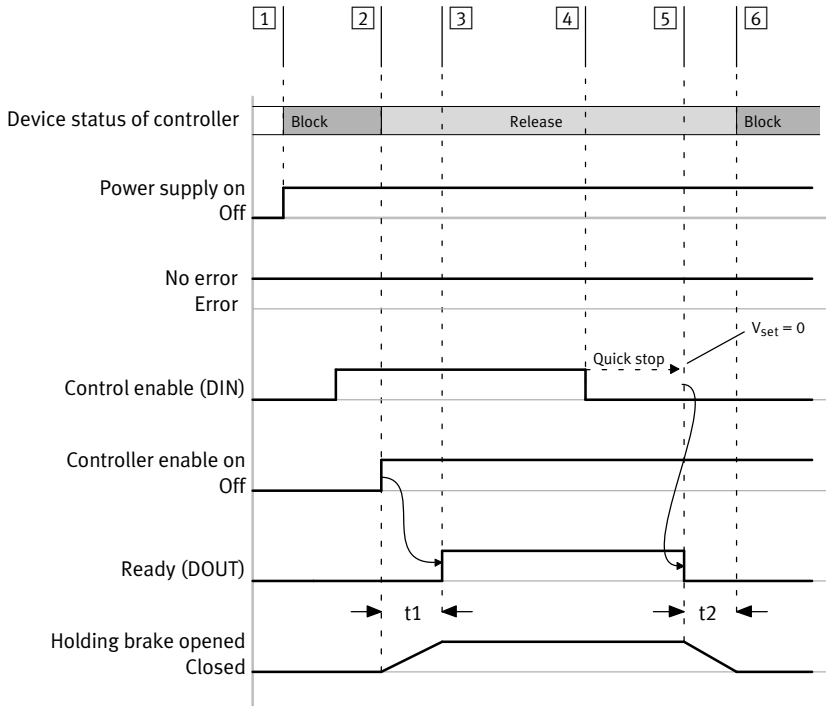 1 2 3 4 5 6
Device status of controller
Block Release Block
Power supply on
Off
No error
Error
V_set = 0
Quick stop
Control enable (DIN)
Controller enable on
Off
Ready (DOUT)
t1 t2
Holding brake opened
Closed